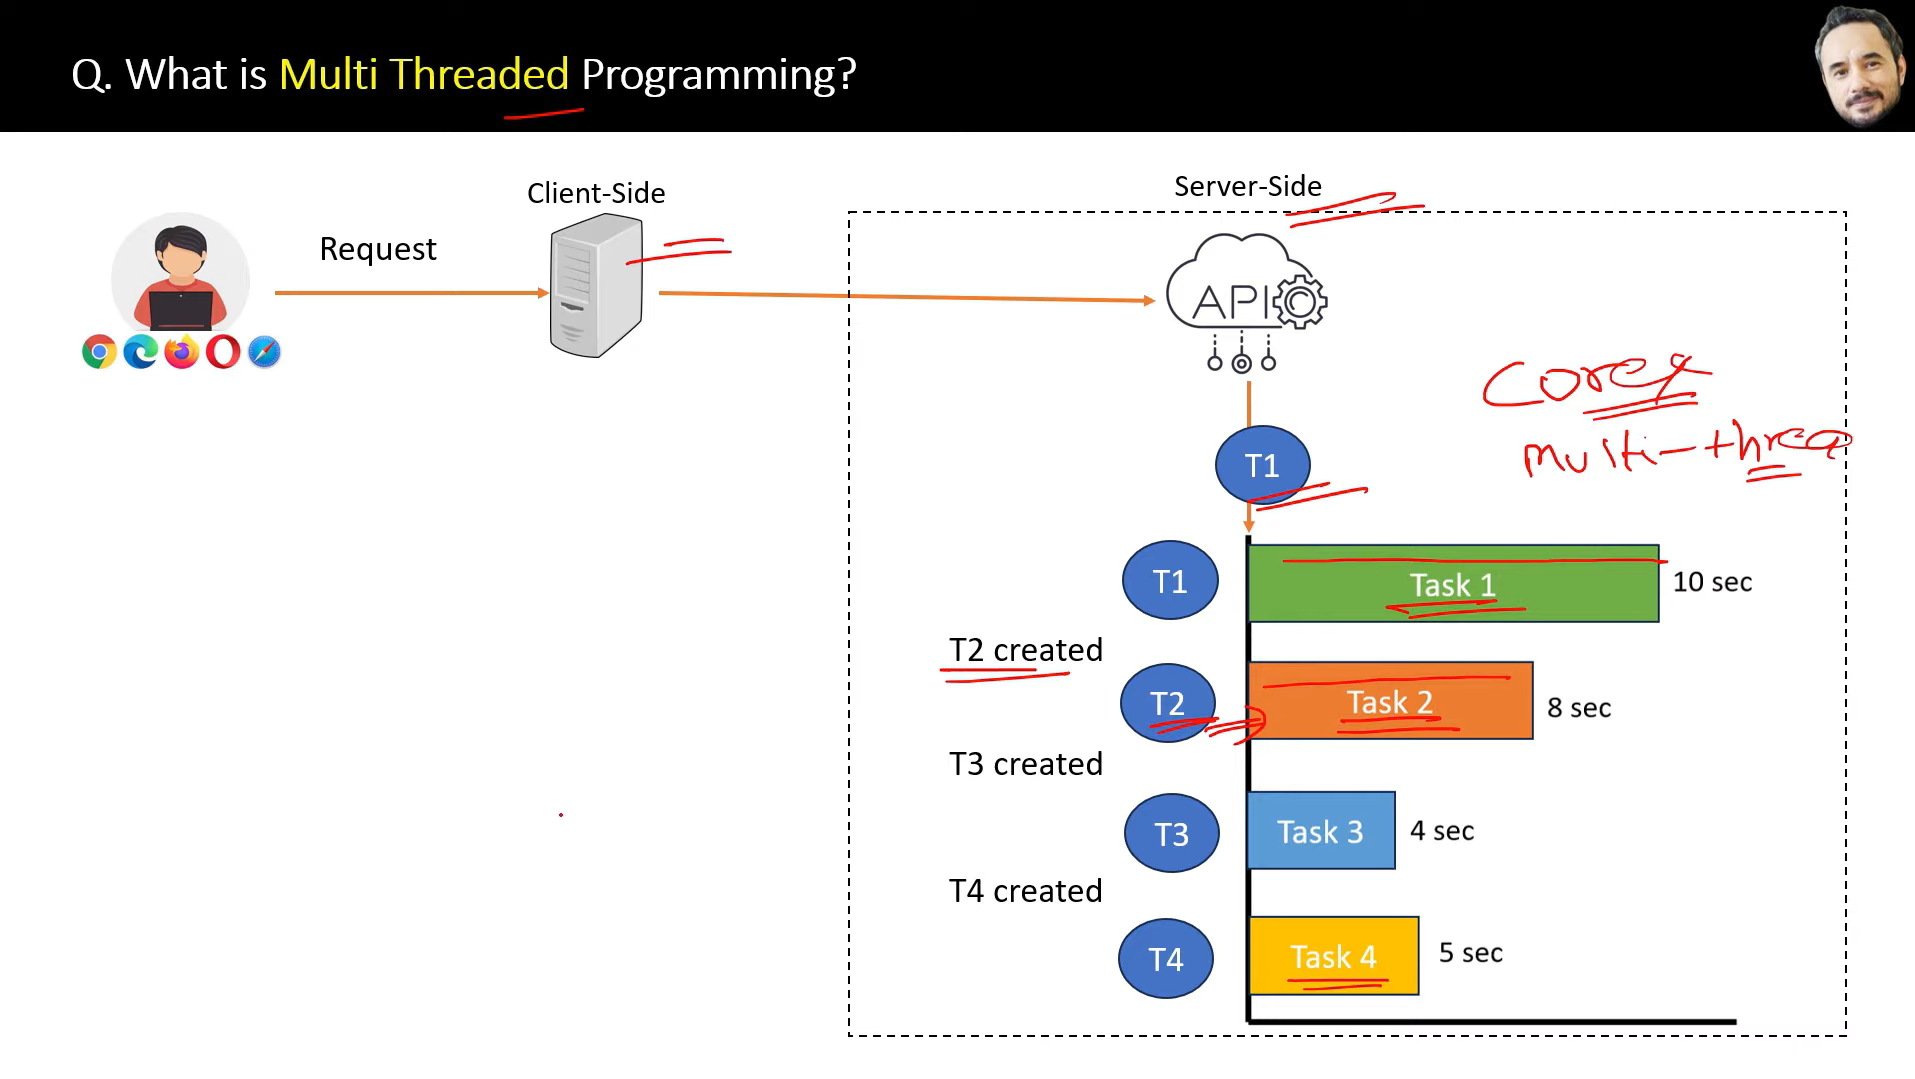 Q. What is Multi Threaded Programming?
Client-Side
Server-Side
Request
API
Cores
multi-threa
T1
T1
Task 1
10 sec
T2 created
T2
Task 2
8 sec
T3 created
T3
Task 3
4 sec
T4 created
T4
Task 4
5 sec